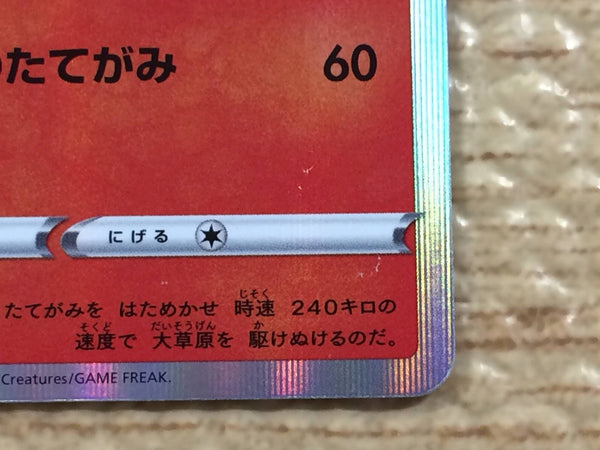 たてがみ 60
にげる
たてがみを はためかせ 時速 240キロの
速度で 大草原を 駆けぬけるのだ。
Creatures/GAME FREAK.